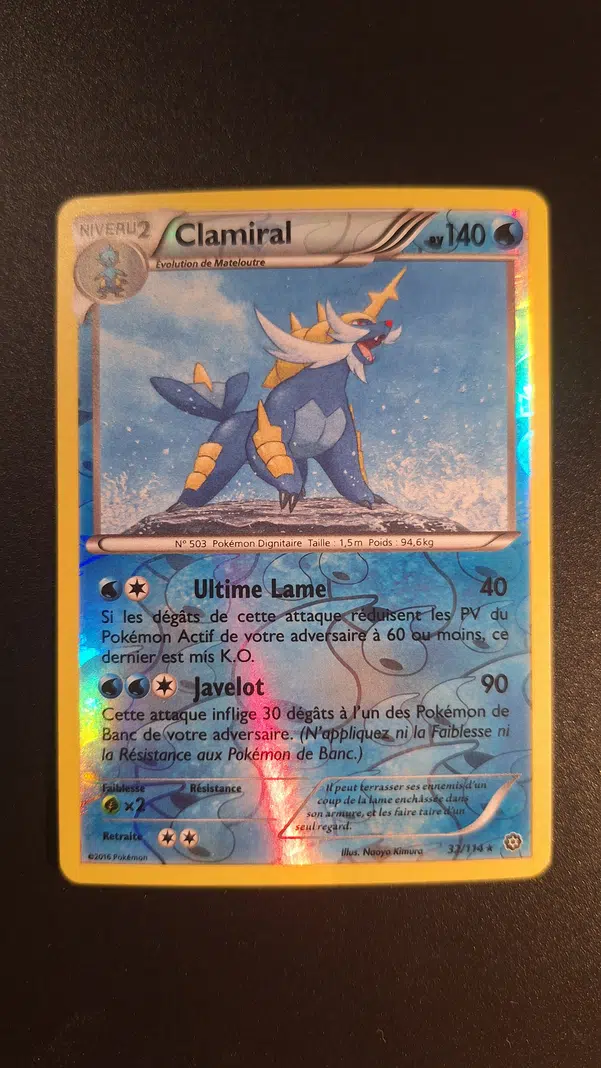 NIVEAU 2 Clamiral PV 140
Évolution de Mateloutre
N° 503 Pokémon Dignitaire Taille : 1,5m Poids : 94,6kg
Ultime Lame 40
Si les dégâts de cette attaque réduisent les PV du
Pokémon Actif de votre adversaire à 60 ou moins, ce
dernier est mis K.O.
Javelot 90
Cette attaque inflige 30 dégâts à l'un des Pokémon de
Banc de votre adversaire. (N'appliquez ni la Faiblesse ni
la Résistance aux Pokémon de Banc.)
Faiblesse Résistance
×2
Il peut terrasser ses ennemis d'un
coup de la lame enchâssée dans
son armure, et les faire taire d'un
seul regard.
Retraite
Illus. Naoyo Kimura 32/114 ★
©2016 Pokémon